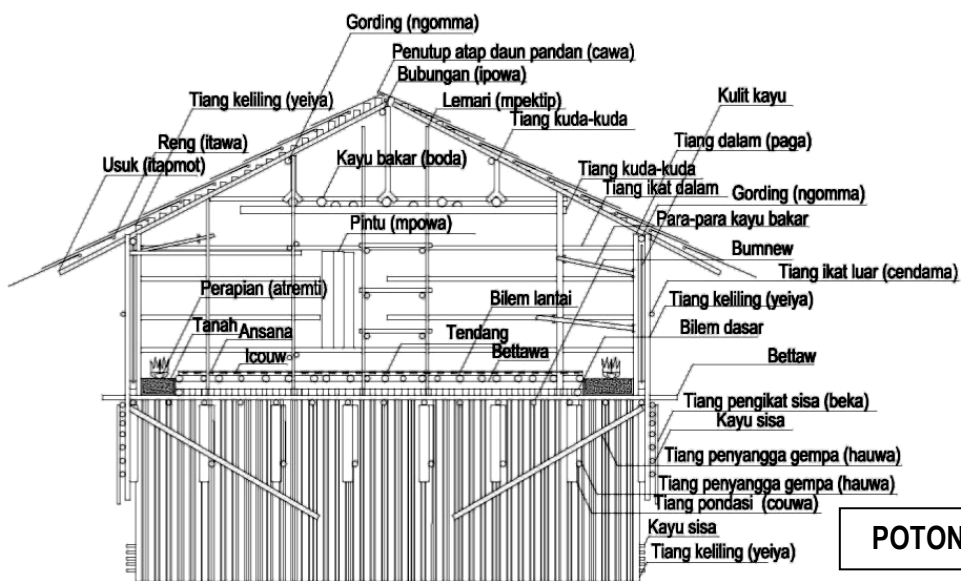 Gording (ngomma)
Penutup atap daun pandan (cawa)
Bubungan (ipowa)
Tiang keliling (yeiya)
Lemari (mpektip)
Kulit kayu
Tiang kuda-kuda
Reng (itawa)
Kayu bakar (boda)
Tiang dalam (paga)
Usuk (itapmot)
Tiang kuda-kuda
Tiang ikat dalam
Gording (ngomma)
Pintu (mpowa)
Para-para kayu bakar
Bumnew
Tiang ikat luar (cendama)
Perapian (atremti)
Bilem lantai
Tiang keliling (yeiya)
Tanah
Ansana
Tendang
Bilem dasar
Icouw
Bettawa
Bettaw
Tiang pengikat sisa (beka)
Kayu sisa
Tiang penyangga gempa (hauwa)
Tiang penyangga gempa (hauwa)
Tiang pondasi (couwa)
Kayu sisa
Tiang keliling (yeiya)
POTON